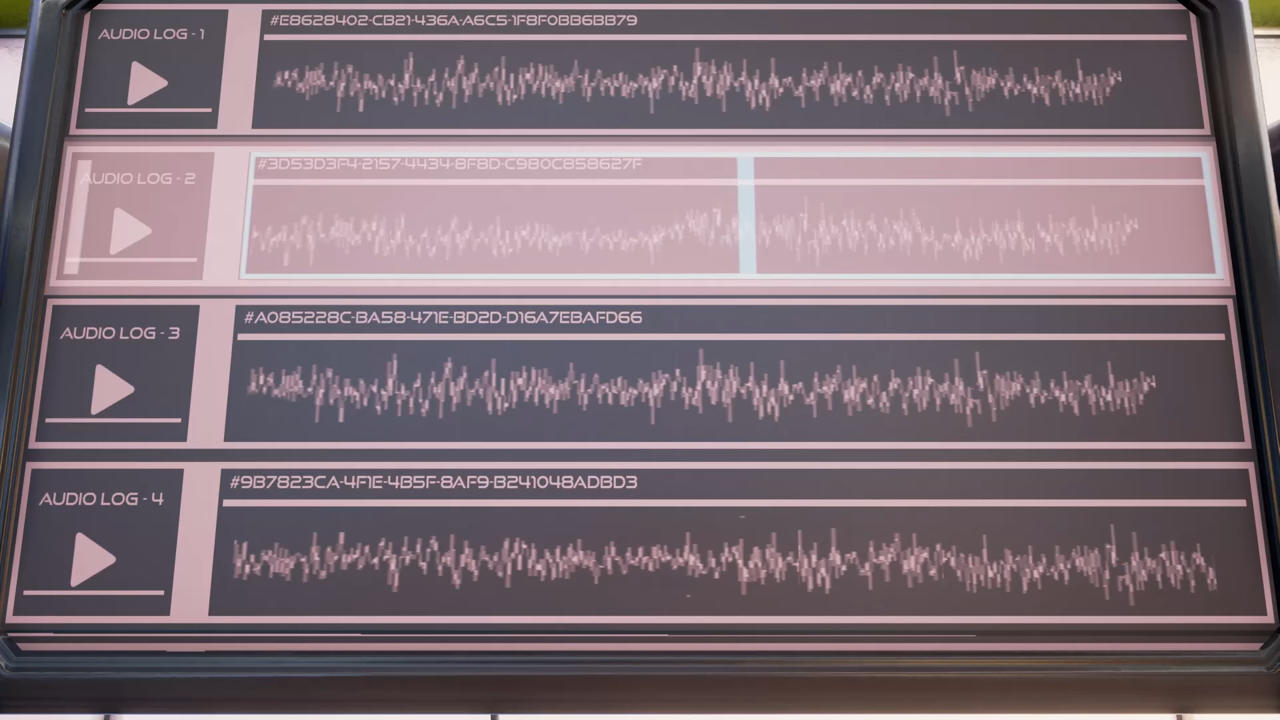 AUDIO LOG - 1
#E8628402-CB21-436A-A6C5-1F8F0BB6BB79
AUDIO LOG - 2
#3D53D3F4-2157-4434-8F8D-C980C858627F
AUDIO LOG - 3
#A085228C-BA58-471E-BD2D-D16A7EBAFD66
AUDIO LOG - 4
#9B7823CA-4F1E-4B5F-8AF9-B241048ADBD3